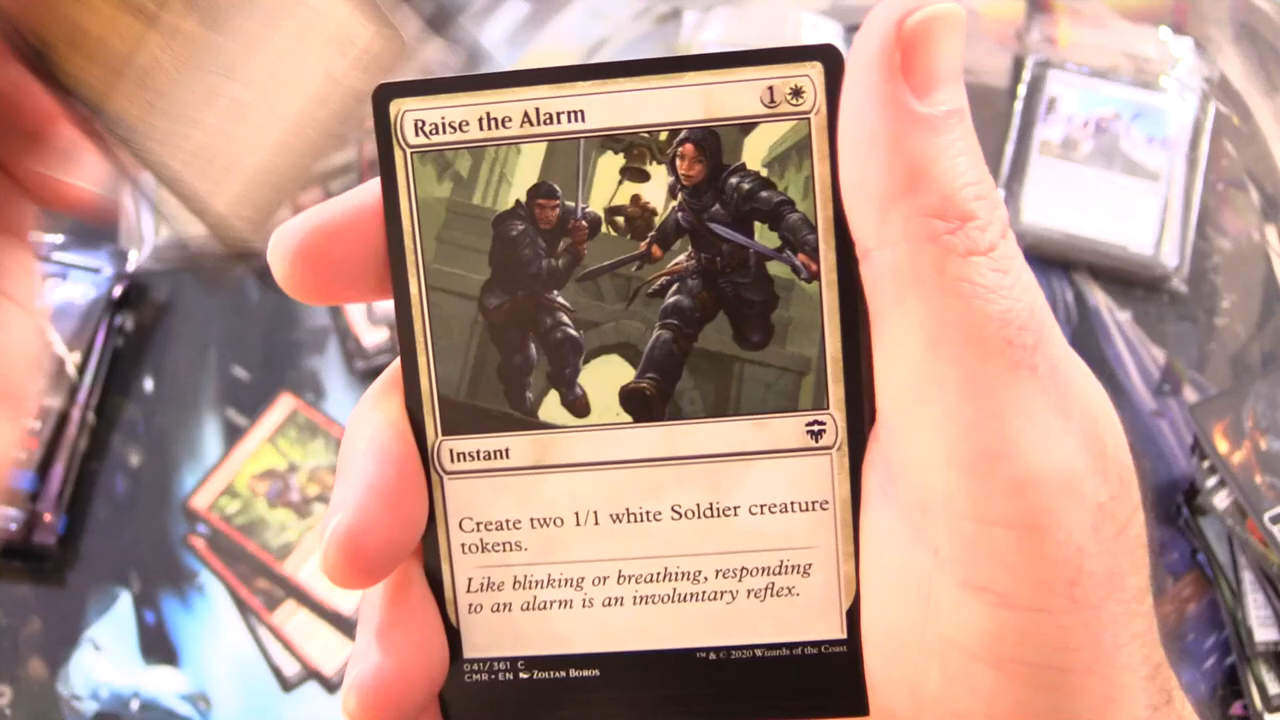 Raise the Alarm 1
Instant
Create two 1/1 white Soldier creature
tokens.
Like blinking or breathing, responding
to an alarm is an involuntary reflex.
041/361 C
CMR • EN Zoltan Boros
™ & © 2020 Wizards of the Coast